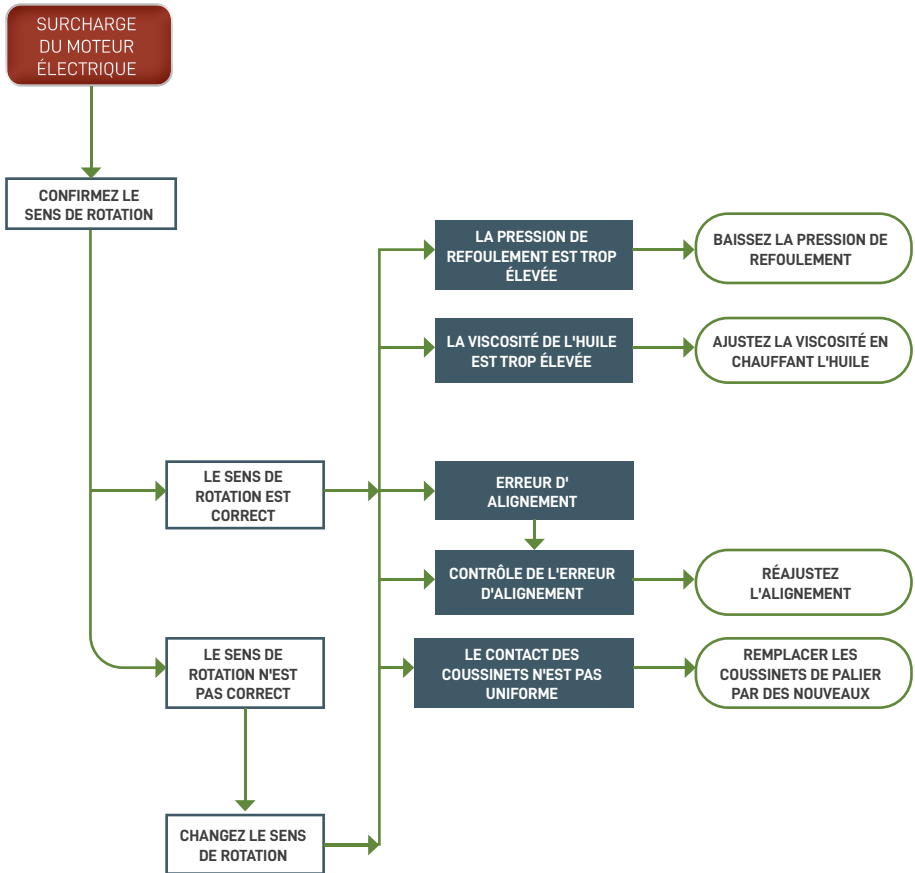 SURCHARGE
DU MOTEUR
ÉLECTRIQUE
CONFIRMEZ LE
SENS DE ROTATION
LA PRESSION DE
REFOULEMENT EST TROP
ÉLEVÉE
BAISSEZ LA PRESSION DE
REFOULEMENT
LA VISCOSITÉ DE L'HUILE
EST TROP ÉLEVÉE
AJUSTEZ LA VISCOSITÉ EN
CHAUFFANT L'HUILE
LE SENS DE
ROTATION EST
CORRECT
ERREUR D'
ALIGNEMENT
CONTRÔLE DE L'ERREUR
D'ALIGNEMENT
RÉAJUSTEZ
L'ALIGNEMENT
LE SENS DE
ROTATION N'EST
PAS CORRECT
LE CONTACT DES
COUSSINETS N'EST PAS
UNIFORME
REMPLACER LES
COUSSINETS DE PALIER
PAR DES NOUVEAUX
CHANGEZ LE SENS
DE ROTATION